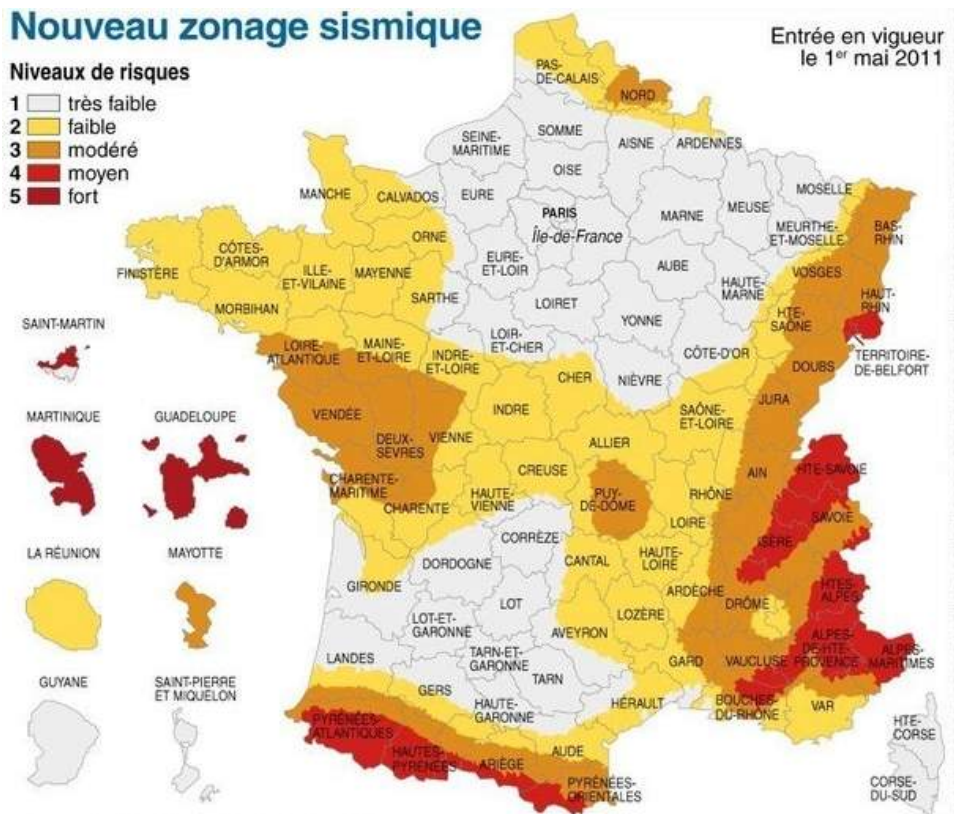 Nouveau zonage sismique
Entrée en vigueur
le 1er mai 2011
Niveaux de risques
1 très faible
2 faible
3 modéré
4 moyen
5 fort
PAS-
DE-CALAIS
NORD
SOMME
SEINE-
MARITIME
AISNE
ARDENNES
OISE
MANCHE
CALVADOS
EURE
PARIS
Île-de-France
MARNE
MEUSE
MOSELLE
MEURTHE-
ET-MOSELLE
BAS-
RHIN
ORNE
FINISTÈRE
CÔTES-
D'ARMOR
ILLE-
ET-VILAINE
MAYENNE
EURE-
ET-LOIR
AUBE
HAUTE-
MARNE
VOSGES
HAUT-
RHIN
MORBIHAN
SARTHE
LOIRET
YONNE
HTE-
SAÔNE
TERRITOIRE-
DE-BELFORT
LOIRE-
ATLANTIQUE
MAINE-
ET-LOIRE
INDRE-
ET-LOIRE
LOIR-
ET-CHER
CHER
NIÈVRE
CÔTE-D'OR
DOUBS
JURA
VENDÉE
DEUX-
SÈVRES
VIENNE
INDRE
ALLIER
SAÔNE-
ET-LOIRE
AIN
HTE-SAVOIE
CHARENTE-
MARITIME
CHARENTE
HAUTE-
VIENNE
CREUSE
PUY-
DE-DÔME
RHÔNE
LOIRE
ISÈRE
SAVOIE
CORRÈZE
DORDOGNE
GIRONDE
CANTAL
HAUTE-
LOIRE
ARDÈCHE
DRÔME
HTES-
ALPES
LOT-ET-
GARONNE
LOT
AVEYRON
LOZÈRE
LANDES
TARN-ET-
GARONNE
TARN
GARD
VAUCLUSE
ALPES-
DE-HTE-
PROVENCE
ALPES-
MARITIMES
GERS
HAUTE-
GARONNE
HÉRAULT
BOUCHES-
DU-RHÔNE
VAR
PYRÉNÉES-
ATLANTIQUES
HAUTES-
PYRÉNÉES
ARIÈGE
AUDE
PYRÉNÉES-
ORIENTALES
HTE-
CORSE
CORSE-
DU-SUD
SAINT-MARTIN
MARTINIQUE
GUADELOUPE
LA RÉUNION
MAYOTTE
GUYANE
SAINT-PIERRE
ET MIQUELON